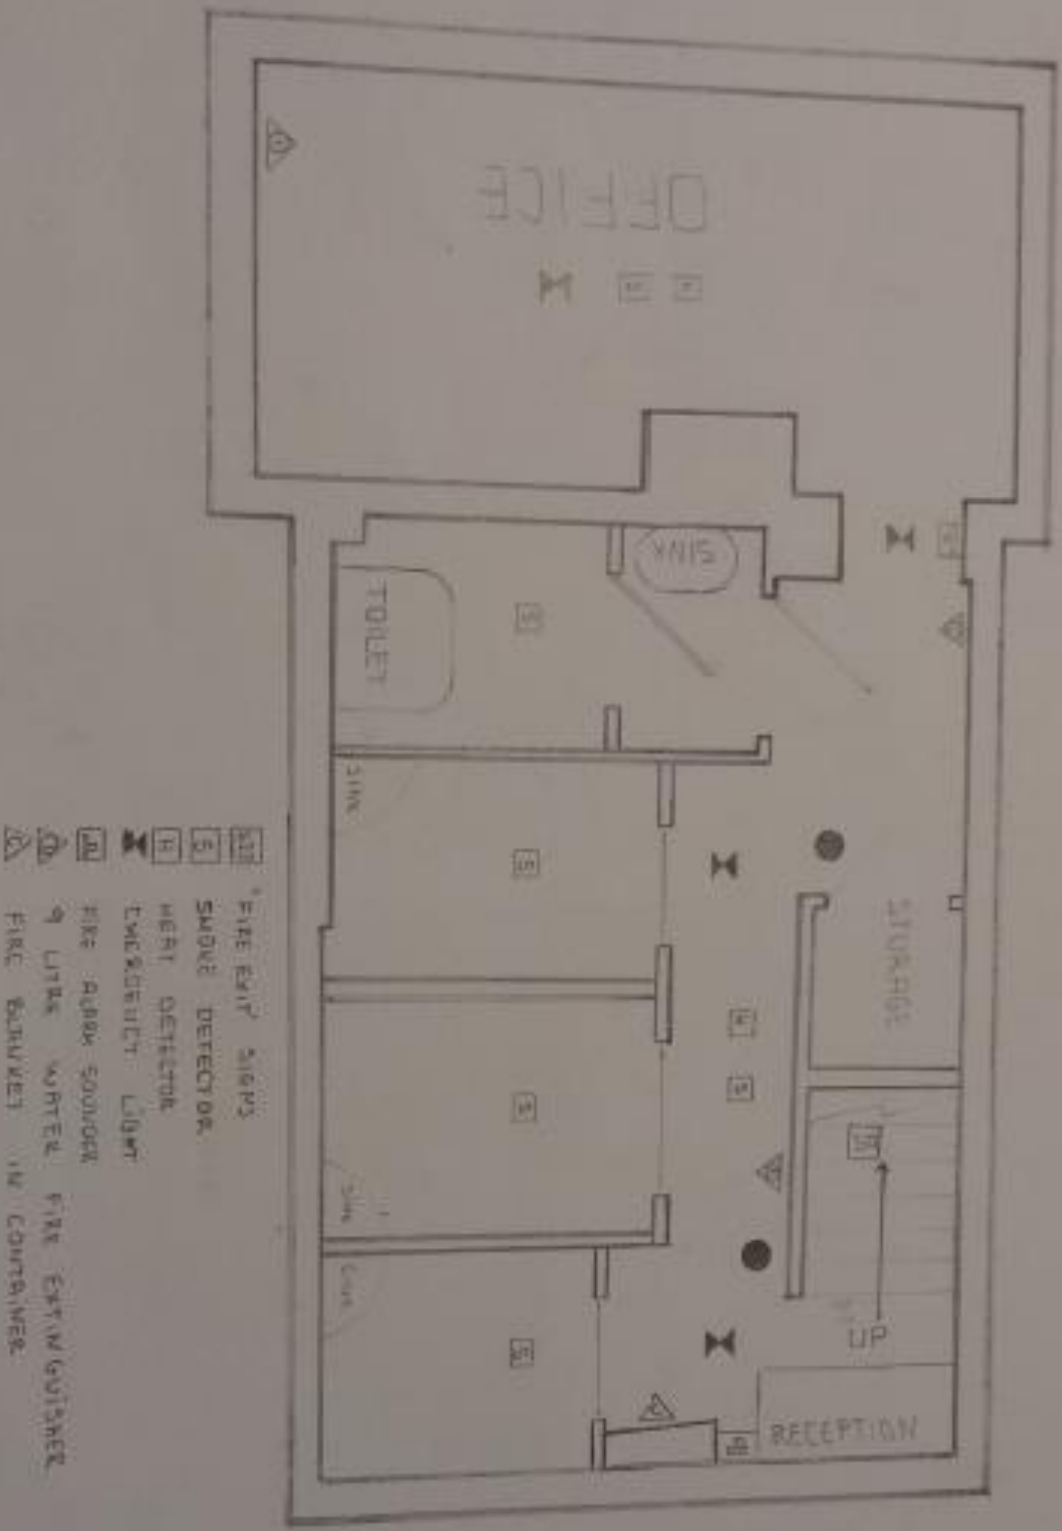 OFFICE
SINK
TOILET
STORAGE
S
S
S
S
H
S
SINK
SINK
UP
RECEPTION
"FIRE EXIT" SIGNS
S SMOKE DETECTOR
H HEAT DETECTOR
EMERGENCY LIGHT
FIRE ALARM SOUNDER
9 LITRE WATER FIRE EXTINGUISHER
FIRE BLANKET IN CONTAINER